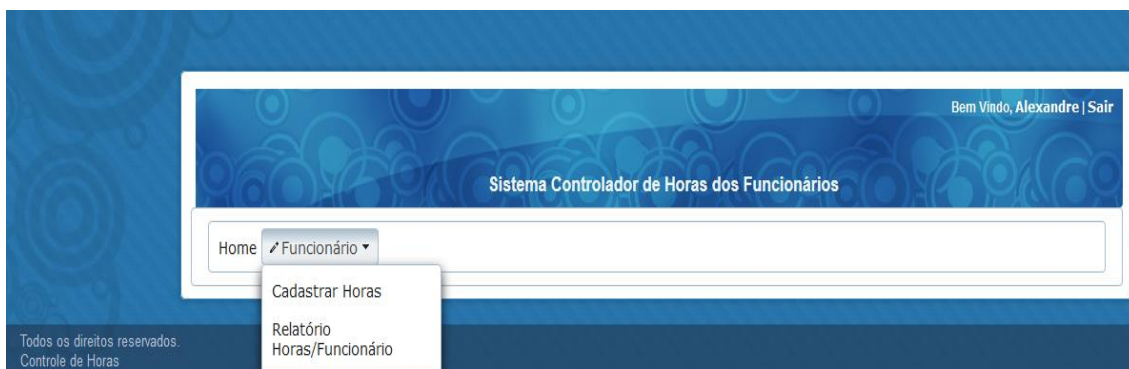 Bem Vindo, Alexandre | Sair
Sistema Controlador de Horas dos Funcionários
Home Funcionário
Cadastrar Horas
Relatório
Horas/Funcionário
Todos os direitos reservados.
Controle de Horas